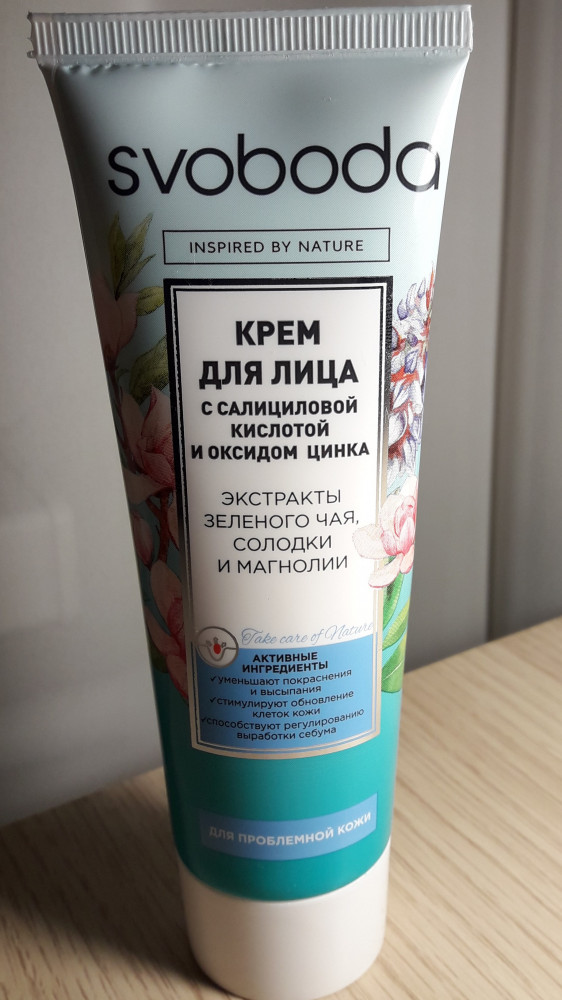 svoboda
INSPIRED BY NATURE
КРЕМ
ДЛЯ ЛИЦА
С САЛИЦИЛОВОЙ
КИСЛОТОЙ
И ОКСИДОМ ЦИНКА
ЭКСТРАКТЫ
ЗЕЛЕНОГО ЧАЯ,
СОЛОДКИ
И МАГНОЛИИ
Take care of Nature
АКТИВНЫЕ
ИНГРЕДИЕНТЫ
✓уменьшают покраснения
и высыпания
✓стимулируют обновление
клеток кожи
✓способствуют регулированию
выработки себума
ДЛЯ ПРОБЛЕМНОЙ КОЖИ